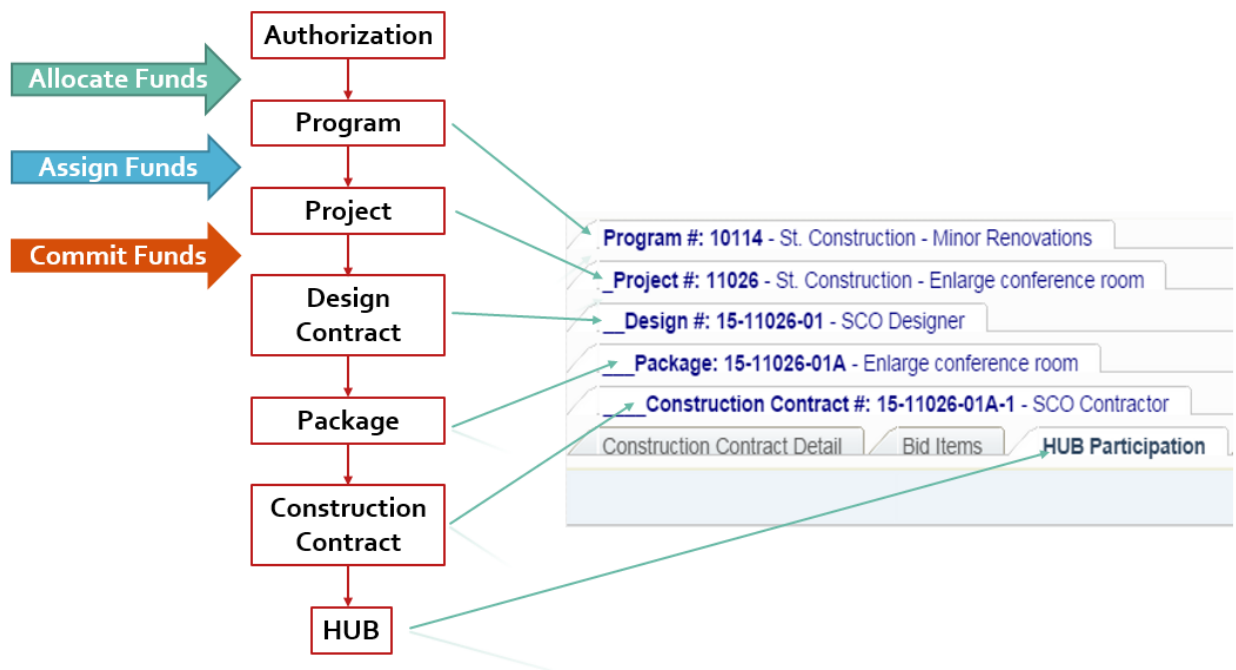 Authorization
Allocate Funds
Program
Assign Funds
Project
Commit Funds
Design
Contract
Package
Construction
Contract
HUB
Program #: 10114 - St. Construction - Minor Renovations
_Project #: 11026 - St. Construction - Enlarge conference room
__Design #: 15-11026-01 - SCO Designer
___Package: 15-11026-01A - Enlarge conference room
____Construction Contract #: 15-11026-01A-1 - SCO Contractor
Construction Contract Detail
Bid Items
HUB Participation